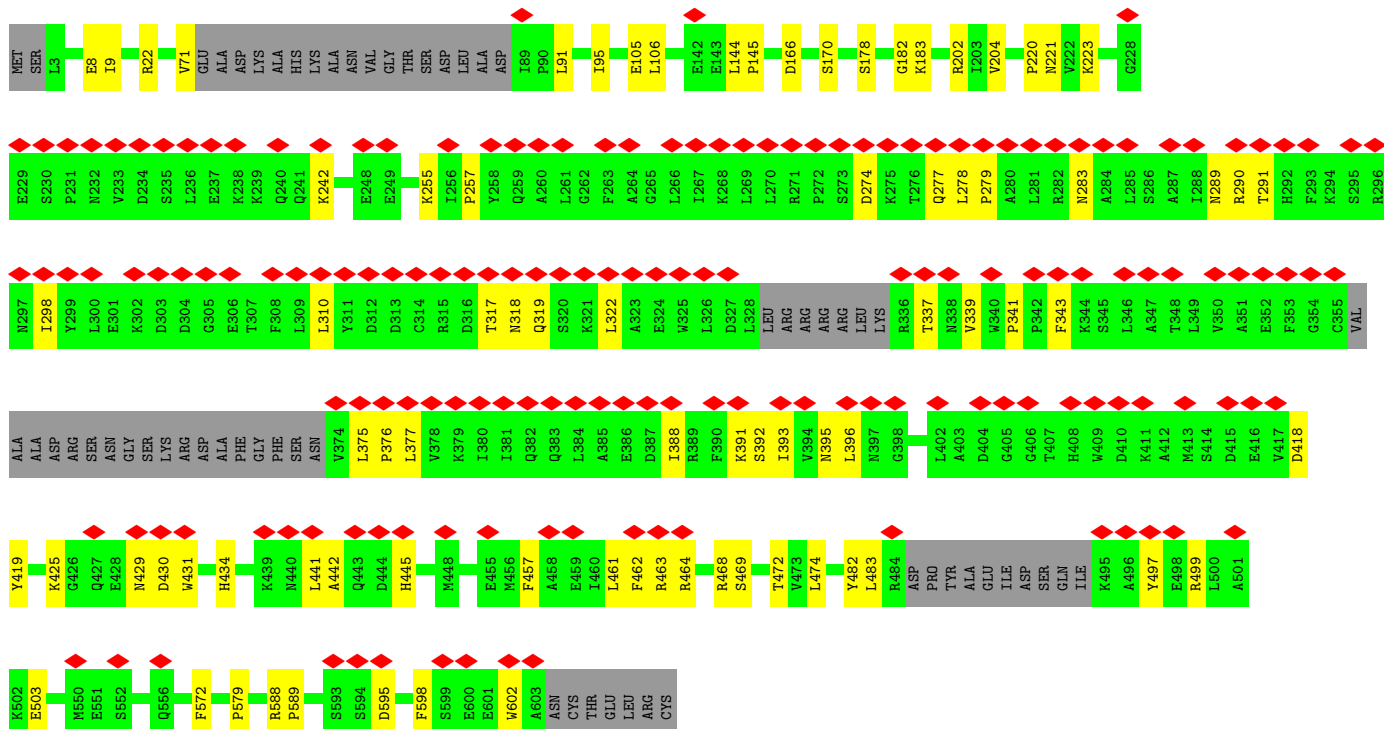 MET SER L3 E8 I9 R22 V71 GLU ALA ASP LYS ALA HIS LYS ALA ASN VAL GLY THR SER ASP LEU ALA ASP I89 P90 L91 I95 E105 L106 E142 E143 L144 P145 D166 S170 S178 G182 K183 R202 I203 V204 P220 N221 V222 K223 G228
E229 S230 P231 N232 V233 D234 S235 L236 E237 K238 K239 Q240 Q241 K242 E248 E249 K255 I256 P257 Y258 Q259 A260 L261 G262 F263 A264 G265 L266 I267 K268 L269 L270 R271 P272 S273 D274 K275 T276 Q277 L278 P279 A280 L281 R282 N283 A284 L285 S286 A287 I288 N289 R290 T291 H292 F293 K294 S295 R296
N297 I298 Y299 L300 E301 K302 D303 D304 G305 E306 T307 F308 L309 L310 Y311 D312 D313 C314 R315 D316 T317 N318 Q319 S320 K321 L322 A323 E324 W325 L326 D327 L328 LEU ARG ARG ARG ARG LEU LYS R336 T337 N338 V339 W340 P341 P342 F343 K344 S345 L346 A347 T348 L349 V350 A351 E352 F353 G354 C355 VAL
ALA ALA ASP ARG SER ASN GLY SER LYS ARG ASP ALA PHE GLY PHE SER ASN V374 L375 P376 L377 V378 K379 I380 I381 Q382 Q383 L384 A385 E386 D387 I388 R389 F390 K391 S392 I393 V394 N395 L396 N397 G398 L402 A403 D404 G405 G406 T407 H408 W409 D410 K411 A412 M413 S414 D415 E416 V417 D418
Y419 K425 G426 Q427 E428 N429 D430 W431 H434 K439 N440 L441 A442 Q443 D444 H445 M448 E455 M456 F457 A458 E459 I460 L461 F462 R463 R464 R468 S469 T472 V473 L474 Y482 L483 R484 ASP PRO TYR ALA GLU ILE ASP SER GLN ILE K495 A496 Y497 E498 R499 L500 A501
K502 E503 M550 E551 S552 Q556 F572 P579 R588 P589 S593 S594 D595 F598 S599 E600 E601 W602 A603 ASN CYS THR GLU LEU ARG CYS